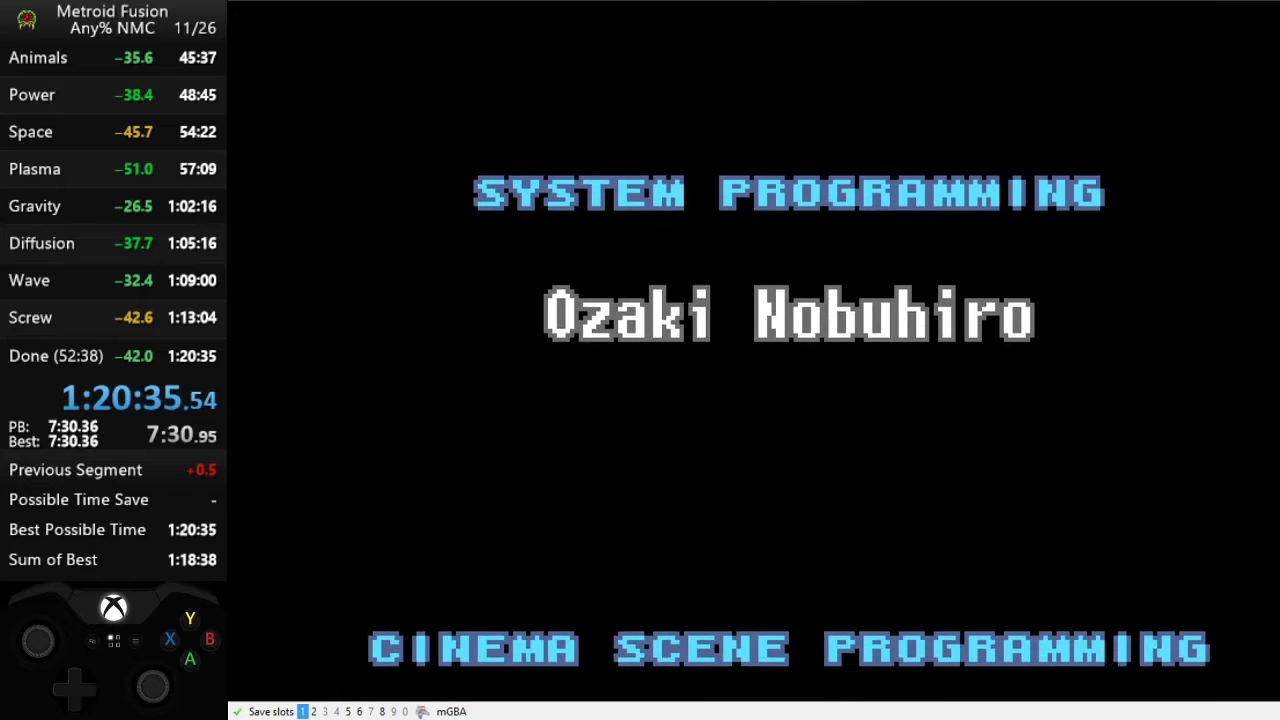 Metroid Fusion
Any% NMC 11/26
Animals -35.6 45:37
Power -38.4 48:45
Space -45.7 54:22
Plasma -51.0 57:09
Gravity -26.5 1:02:16
Diffusion -37.7 1:05:16
Wave -32.4 1:09:00
Screw -42.6 1:13:04
Done (52:38) -42.0 1:20:35
1:20:35.54
PB: 7:30.36
Best: 7:30.36
7:30.95
Previous Segment +0.5
Possible Time Save -
Best Possible Time 1:20:35
Sum of Best 1:18:38
Y
X B
A
SYSTEM PROGRAMMING
Ozaki Nobuhiro
CINEMA SCENE PROGRAMMING
Save slots 1 2 3 4 5 6 7 8 9 0 mGBA